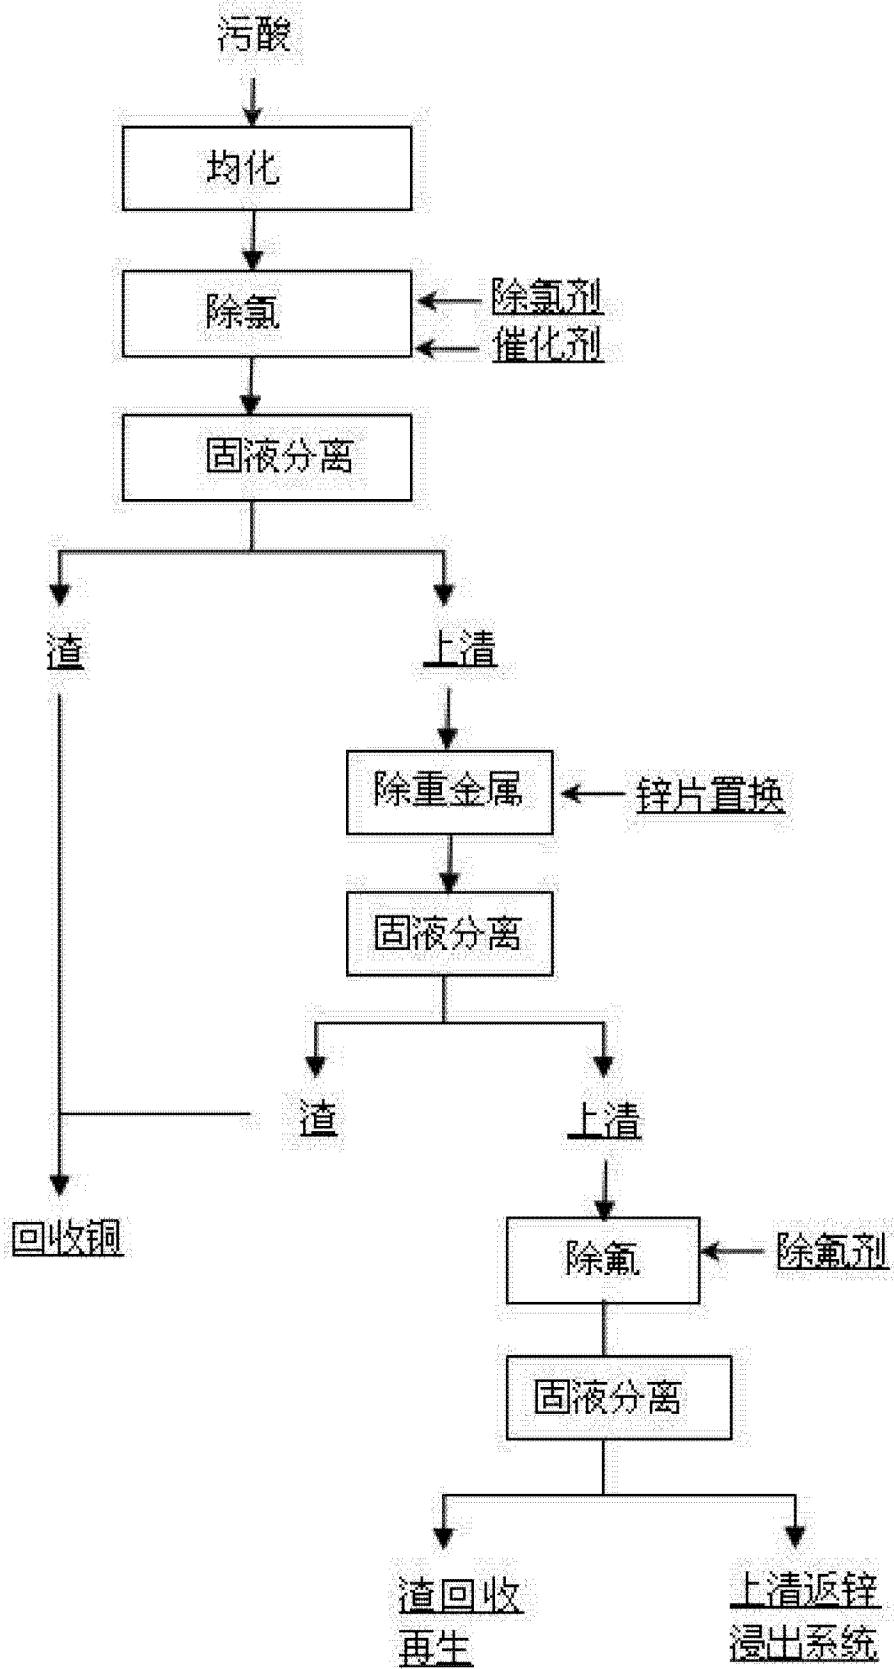 污酸
均化
除氯
除氯剂
催化剂
固液分离
渣
上清
除重金属
锌片置换
固液分离
渣
上清
回收铜
除氟
除氟剂
固液分离
渣回收
再生
上清返锌
浸出系统